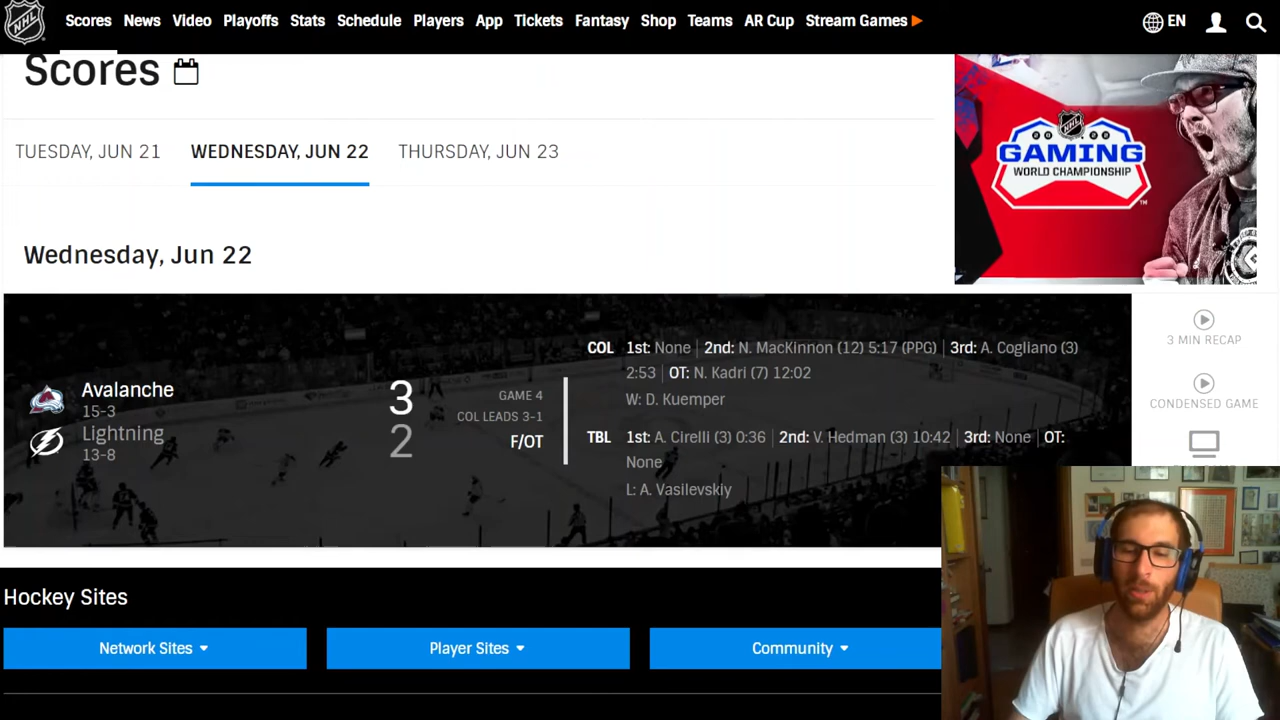 NHL
Scores News Video Playoffs Stats Schedule Players App Tickets Fantasy Shop Teams AR Cup Stream Games EN
Scores
TUESDAY, JUN 21 WEDNESDAY, JUN 22 THURSDAY, JUN 23
GAMING
WORLD CHAMPIONSHIP
Wednesday, Jun 22
Avalanche
15-3
Lightning
13-8
3
2
GAME 4
COL LEADS 3-1
F/OT
COL 1st: None | 2nd: N. MacKinnon (12) 5:17 (PPG) | 3rd: A. Cogliano (3)
2:53 | OT: N. Kadri (7) 12:02
W: D. Kuemper
TBL 1st: A. Cirelli (3) 0:36 | 2nd: V. Hedman (3) 10:42 | 3rd: None | OT:
None
L: A. Vasilevskiy
3 MIN RECAP
CONDENSED GAME
Hockey Sites
Network Sites Player Sites Community